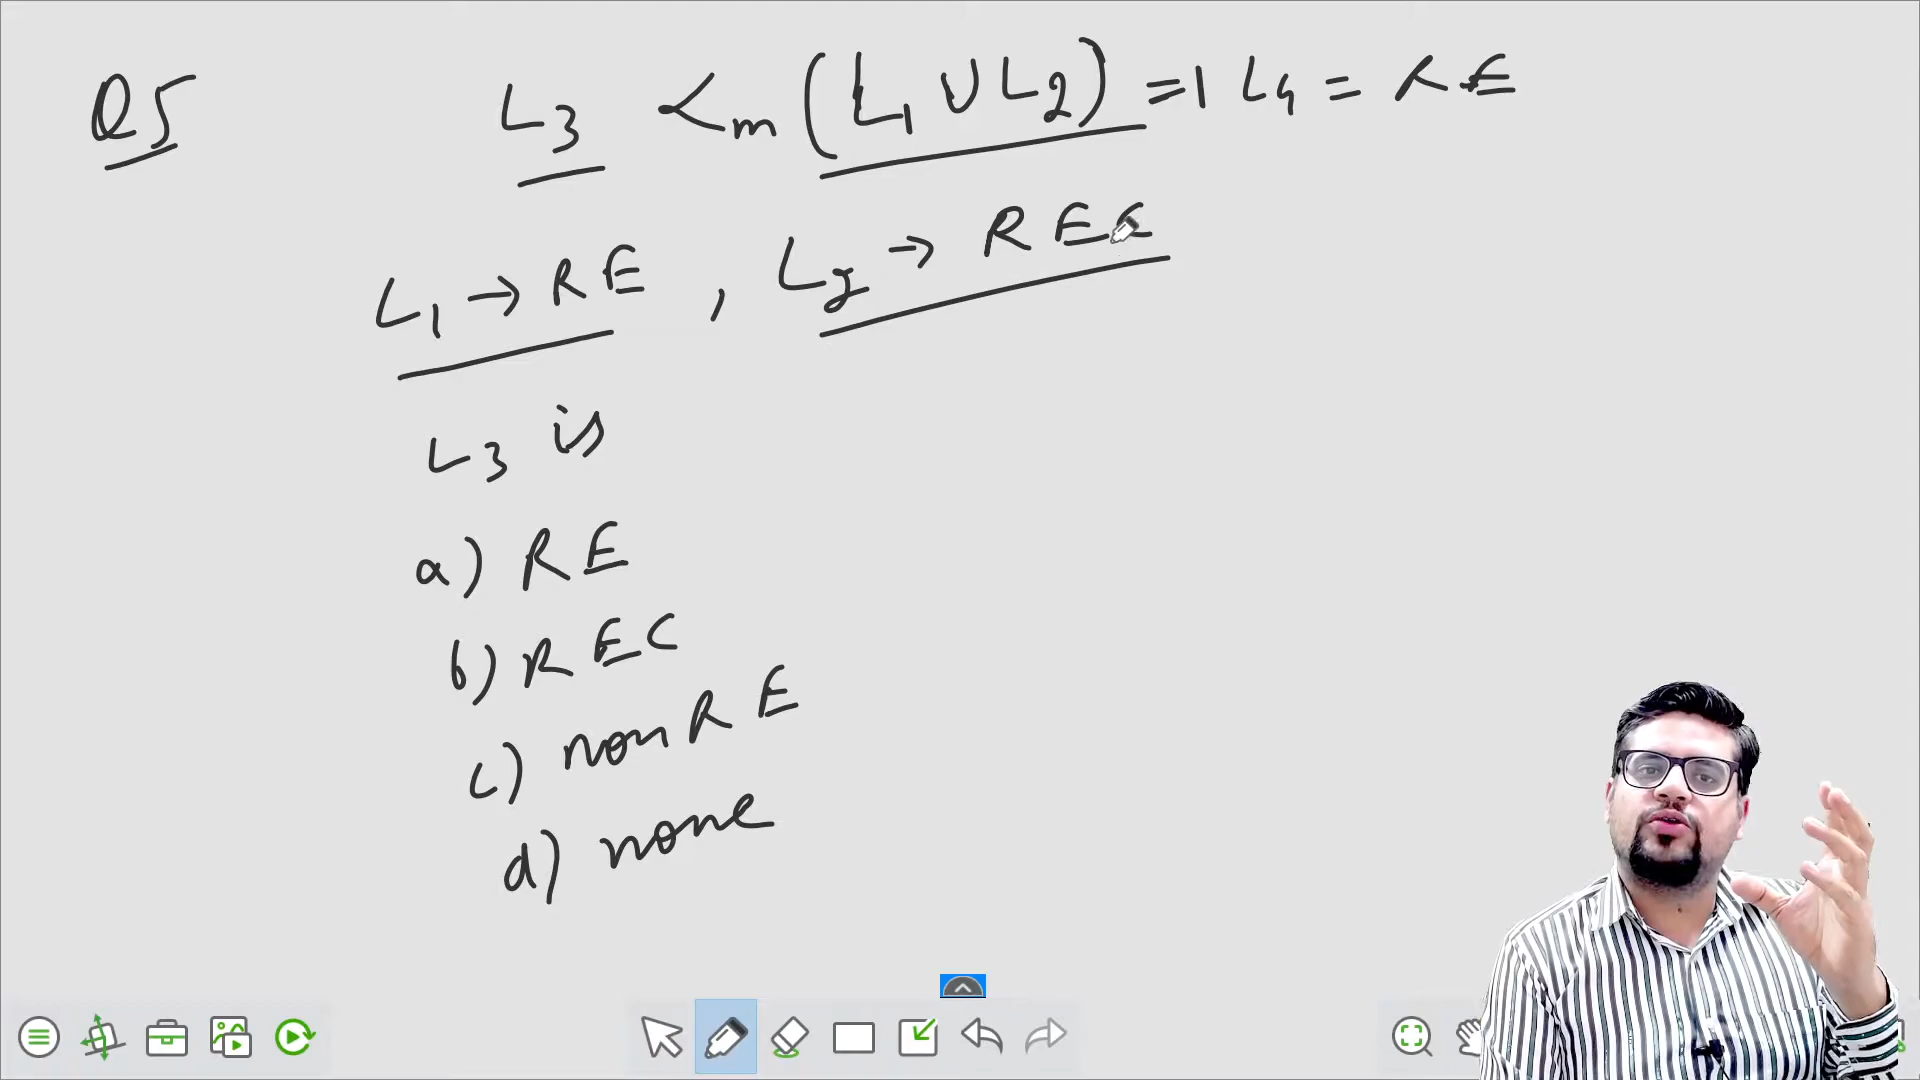 Q5 L3 <m (L1 U L2) => L4 = RE
L1 → RE , L2 → REC
L3 is
a) RE
b) REC
c) non RE
d) none